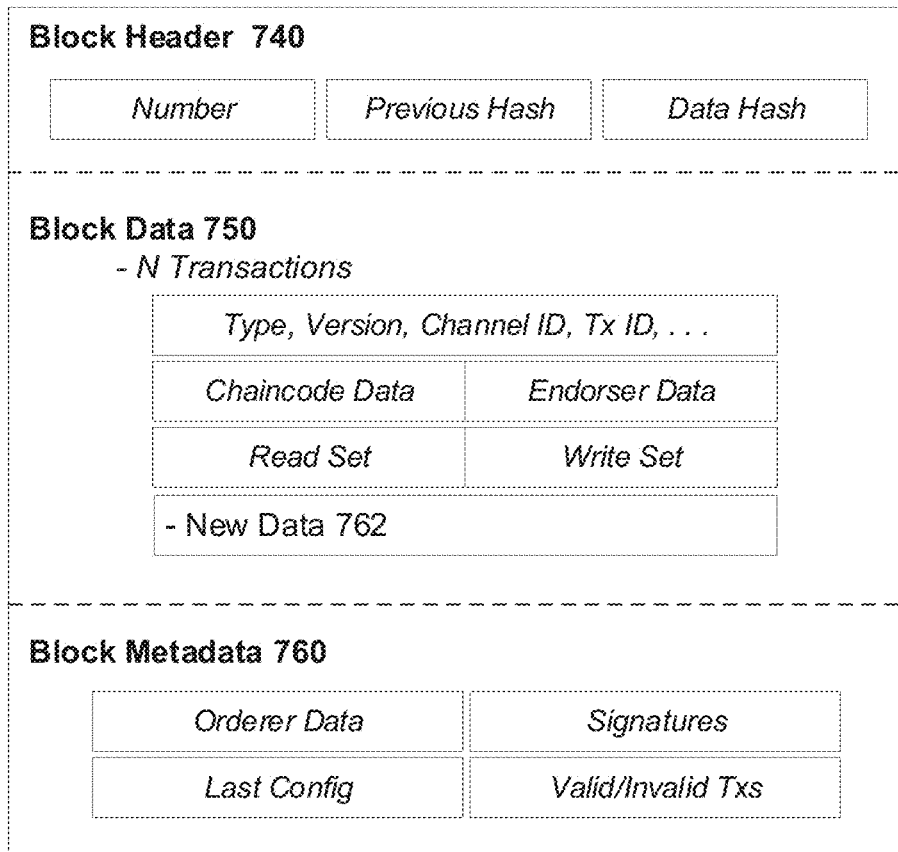 Block Header 740
Number Previous Hash Data Hash
Block Data 750
- N Transactions
Type, Version, Channel ID, Tx ID, . . .
Chaincode Data Endorser Data
Read Set Write Set
- New Data 762
Block Metadata 760
Orderer Data Signatures
Last Config Valid/Invalid Txs